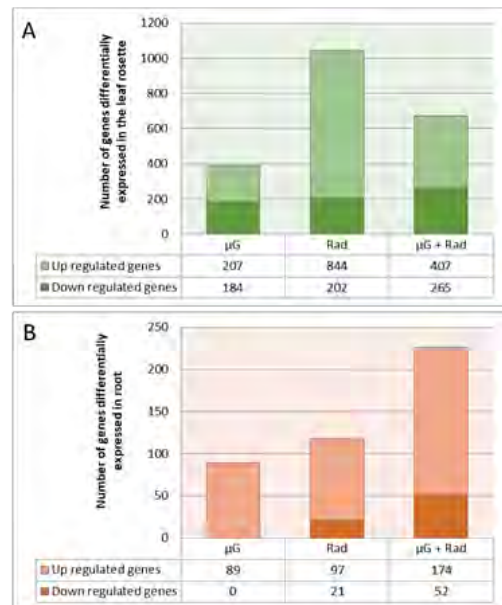 A
Number of genes differentially
expressed in the leaf rosette
1200
1000
800
600
400
200
0
µG Rad µG + Rad
Up regulated genes 207 844 407
Down regulated genes 184 202 265
B
Number of genes differentially
expressed in root
250
200
150
100
50
0
µG Rad µG + Rad
Up regulated genes 89 97 174
Down regulated genes 0 21 52